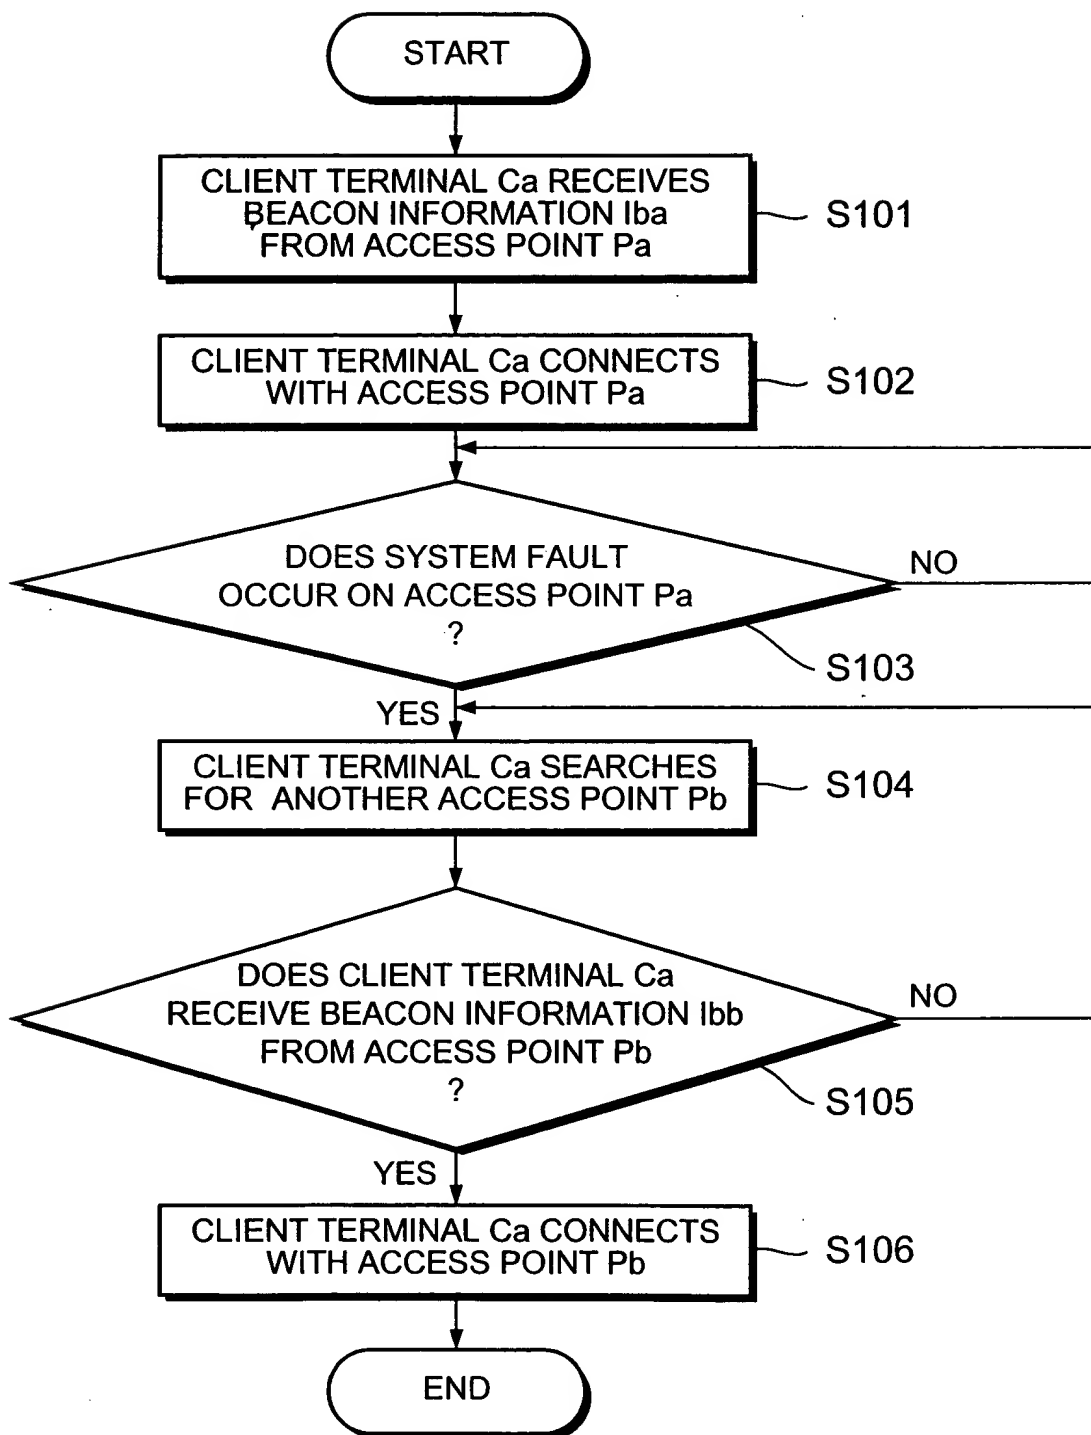 START
CLIENT TERMINAL Ca RECEIVES
BEACON INFORMATION Iba
FROM ACCESS POINT Pa
S101
CLIENT TERMINAL Ca CONNECTS
WITH ACCESS POINT Pa
S102
DOES SYSTEM FAULT
OCCUR ON ACCESS POINT Pa
?
NO
S103
YES
CLIENT TERMINAL Ca SEARCHES
FOR ANOTHER ACCESS POINT Pb
S104
DOES CLIENT TERMINAL Ca
RECEIVE BEACON INFORMATION Ibb
FROM ACCESS POINT Pb
?
NO
S105
YES
CLIENT TERMINAL Ca CONNECTS
WITH ACCESS POINT Pb
S106
END